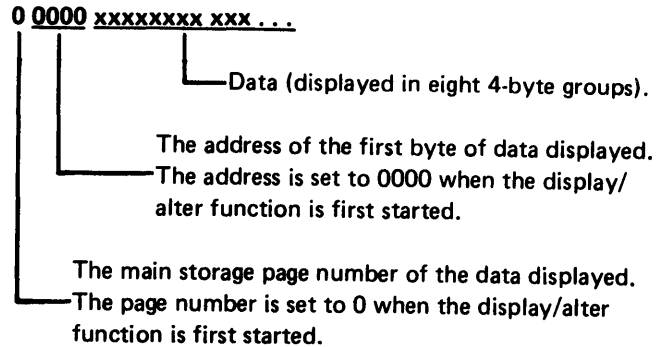 0 0000 xxxxxxxx xxx . . .
Data (displayed in eight 4-byte groups).
The address of the first byte of data displayed.
The address is set to 0000 when the display/
alter function is first started.
The main storage page number of the data displayed.
The page number is set to 0 when the display/alter
function is first started.